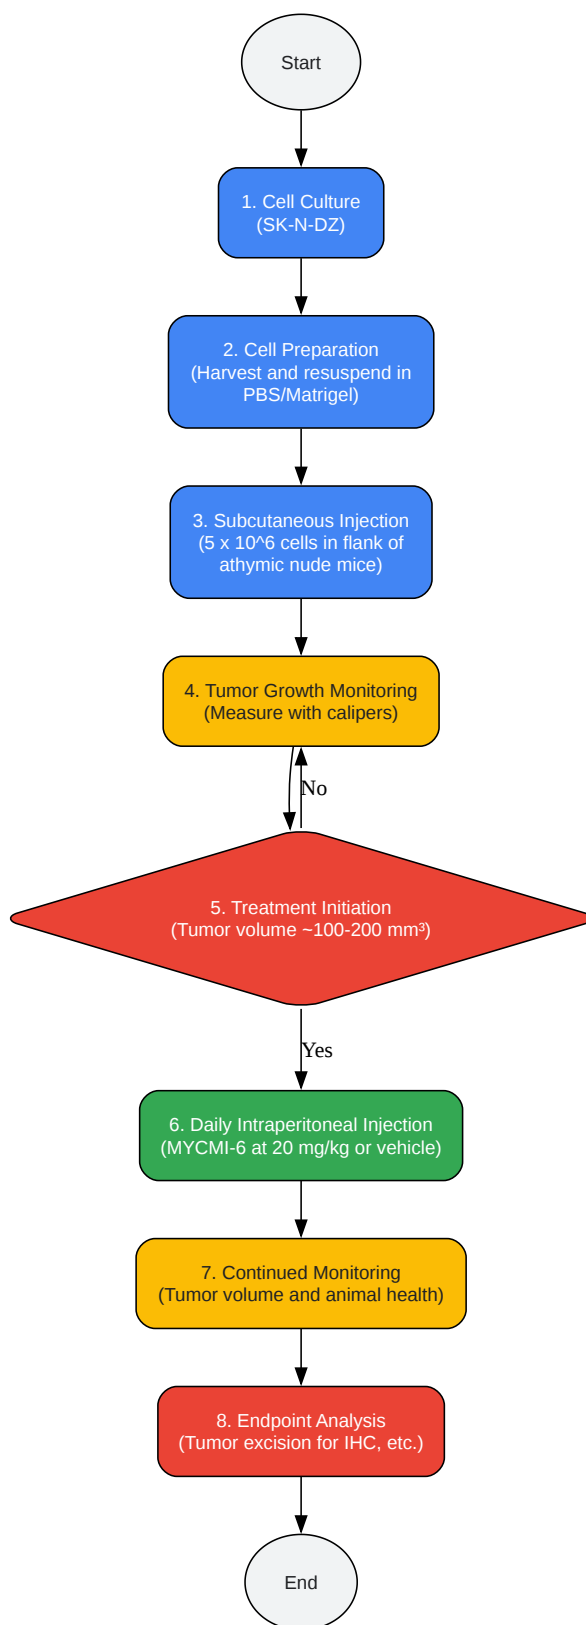 Start
1. Cell Culture
(SK-N-DZ)
2. Cell Preparation
(Harvest and resuspend in
PBS/Matrigel)
3. Subcutaneous Injection
(5 x 10^6 cells in flank of
athymic nude mice)
4. Tumor Growth Monitoring
(Measure with calipers)
No
5. Treatment Initiation
(Tumor volume ~100-200 mm³)
Yes
6. Daily Intraperitoneal Injection
(MYCMI-6 at 20 mg/kg or vehicle)
7. Continued Monitoring
(Tumor volume and animal health)
8. Endpoint Analysis
(Tumor excision for IHC, etc.)
End